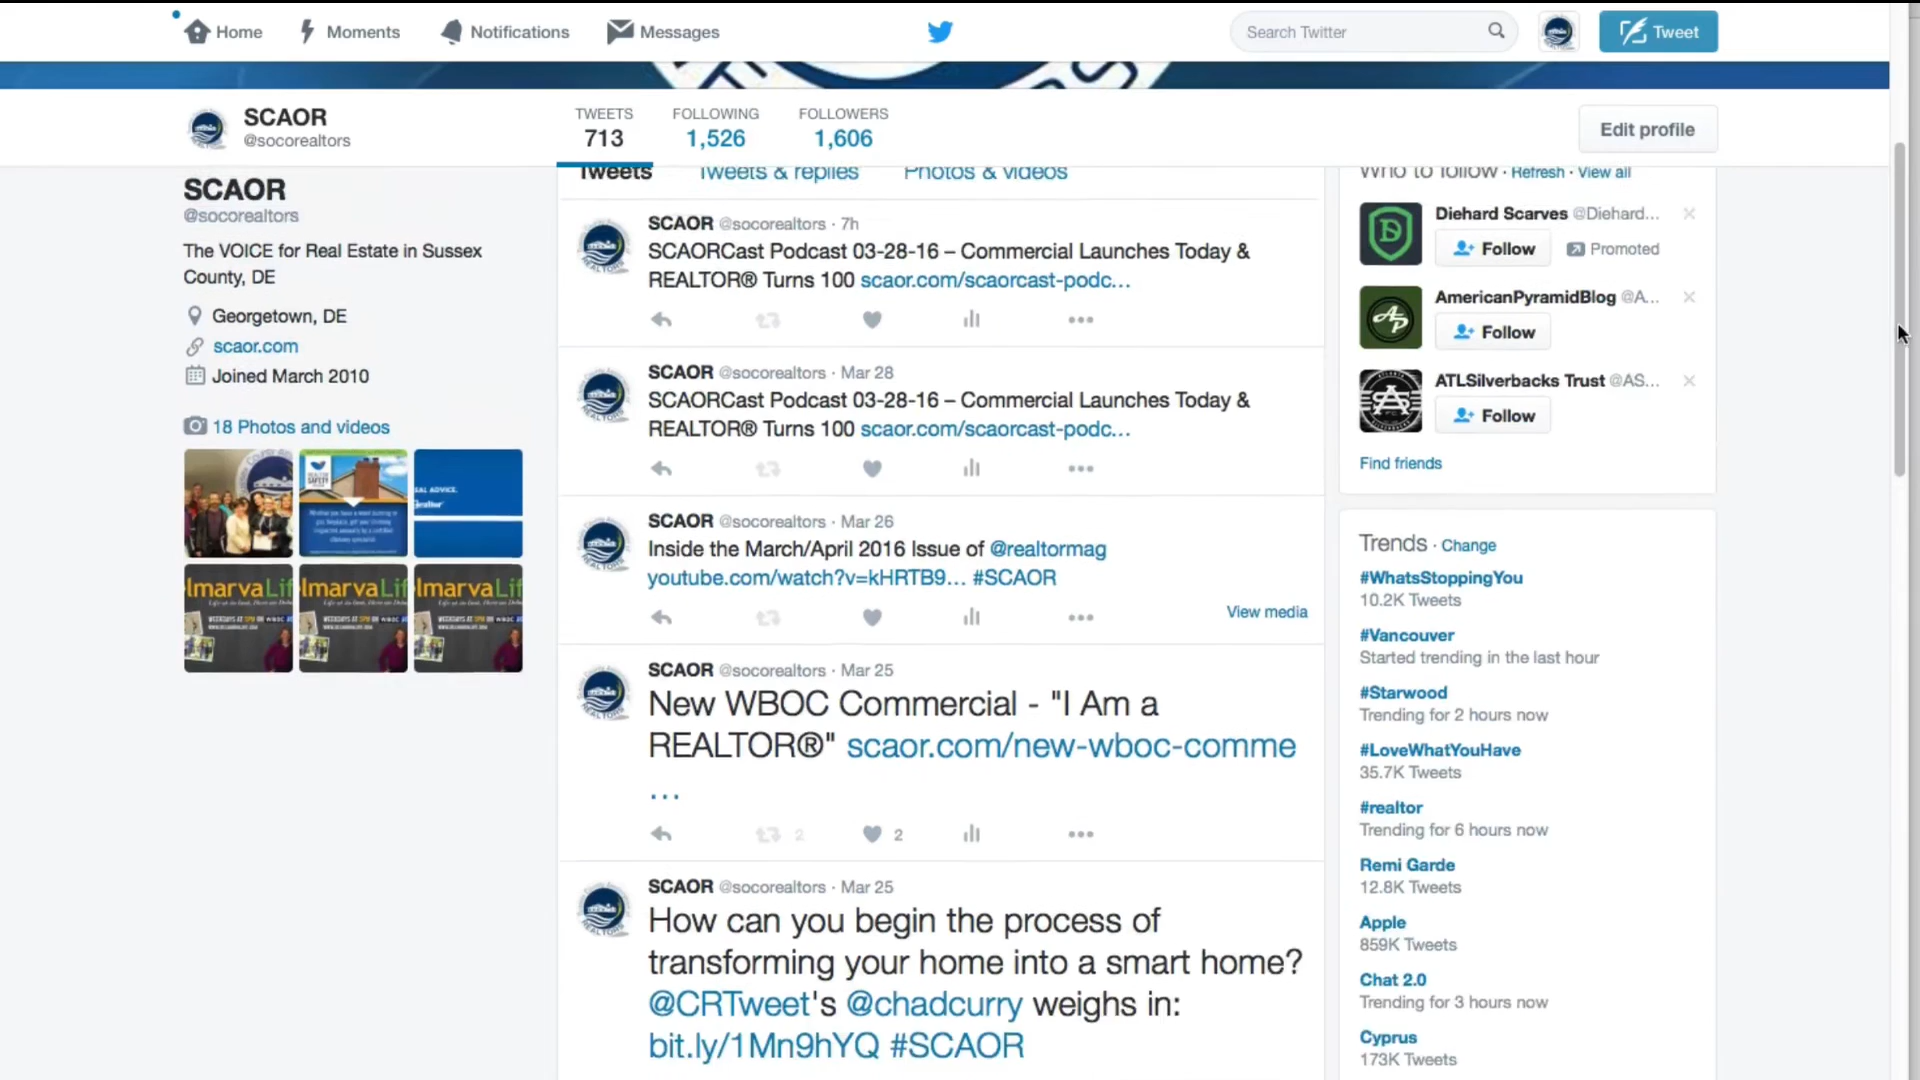 Home
Moments
Notifications
Messages
Search Twitter
Tweet
SCAOR
@socorealtors
TWEETS
713
FOLLOWING
1,526
FOLLOWERS
1,606
Edit profile
SCAOR
@socorealtors
The VOICE for Real Estate in Sussex
County, DE
Georgetown, DE
scaor.com
Joined March 2010
18 Photos and videos
Tweets
Tweets & replies
Photos & videos
SCAOR @socorealtors · 7h
SCAORCast Podcast 03-28-16 – Commercial Launches Today &
REALTOR® Turns 100 scaor.com/scaorcast-podc…
SCAOR @socorealtors · Mar 28
SCAORCast Podcast 03-28-16 – Commercial Launches Today &
REALTOR® Turns 100 scaor.com/scaorcast-podc…
SCAOR @socorealtors · Mar 26
Inside the March/April 2016 Issue of @realtormag
youtube.com/watch?v=kHRTB9… #SCAOR
View media
SCAOR @socorealtors · Mar 25
New WBOC Commercial - "I Am a
REALTOR®" scaor.com/new-wboc-comme
…
2
2
SCAOR @socorealtors · Mar 25
How can you begin the process of
transforming your home into a smart home?
@CRTweet's @chadcurry weighs in:
bit.ly/1Mn9hYQ #SCAOR
Who to follow · Refresh · View all
Diehard Scarves @Diehard…
Follow
Promoted
AmericanPyramidBlog @A…
Follow
ATLSilverbacks Trust @AS…
Follow
Find friends
Trends · Change
#WhatsStoppingYou
10.2K Tweets
#Vancouver
Started trending in the last hour
#Starwood
Trending for 2 hours now
#LoveWhatYouHave
35.7K Tweets
#realtor
Trending for 6 hours now
Remi Garde
12.8K Tweets
Apple
859K Tweets
Chat 2.0
Trending for 3 hours now
Cyprus
173K Tweets